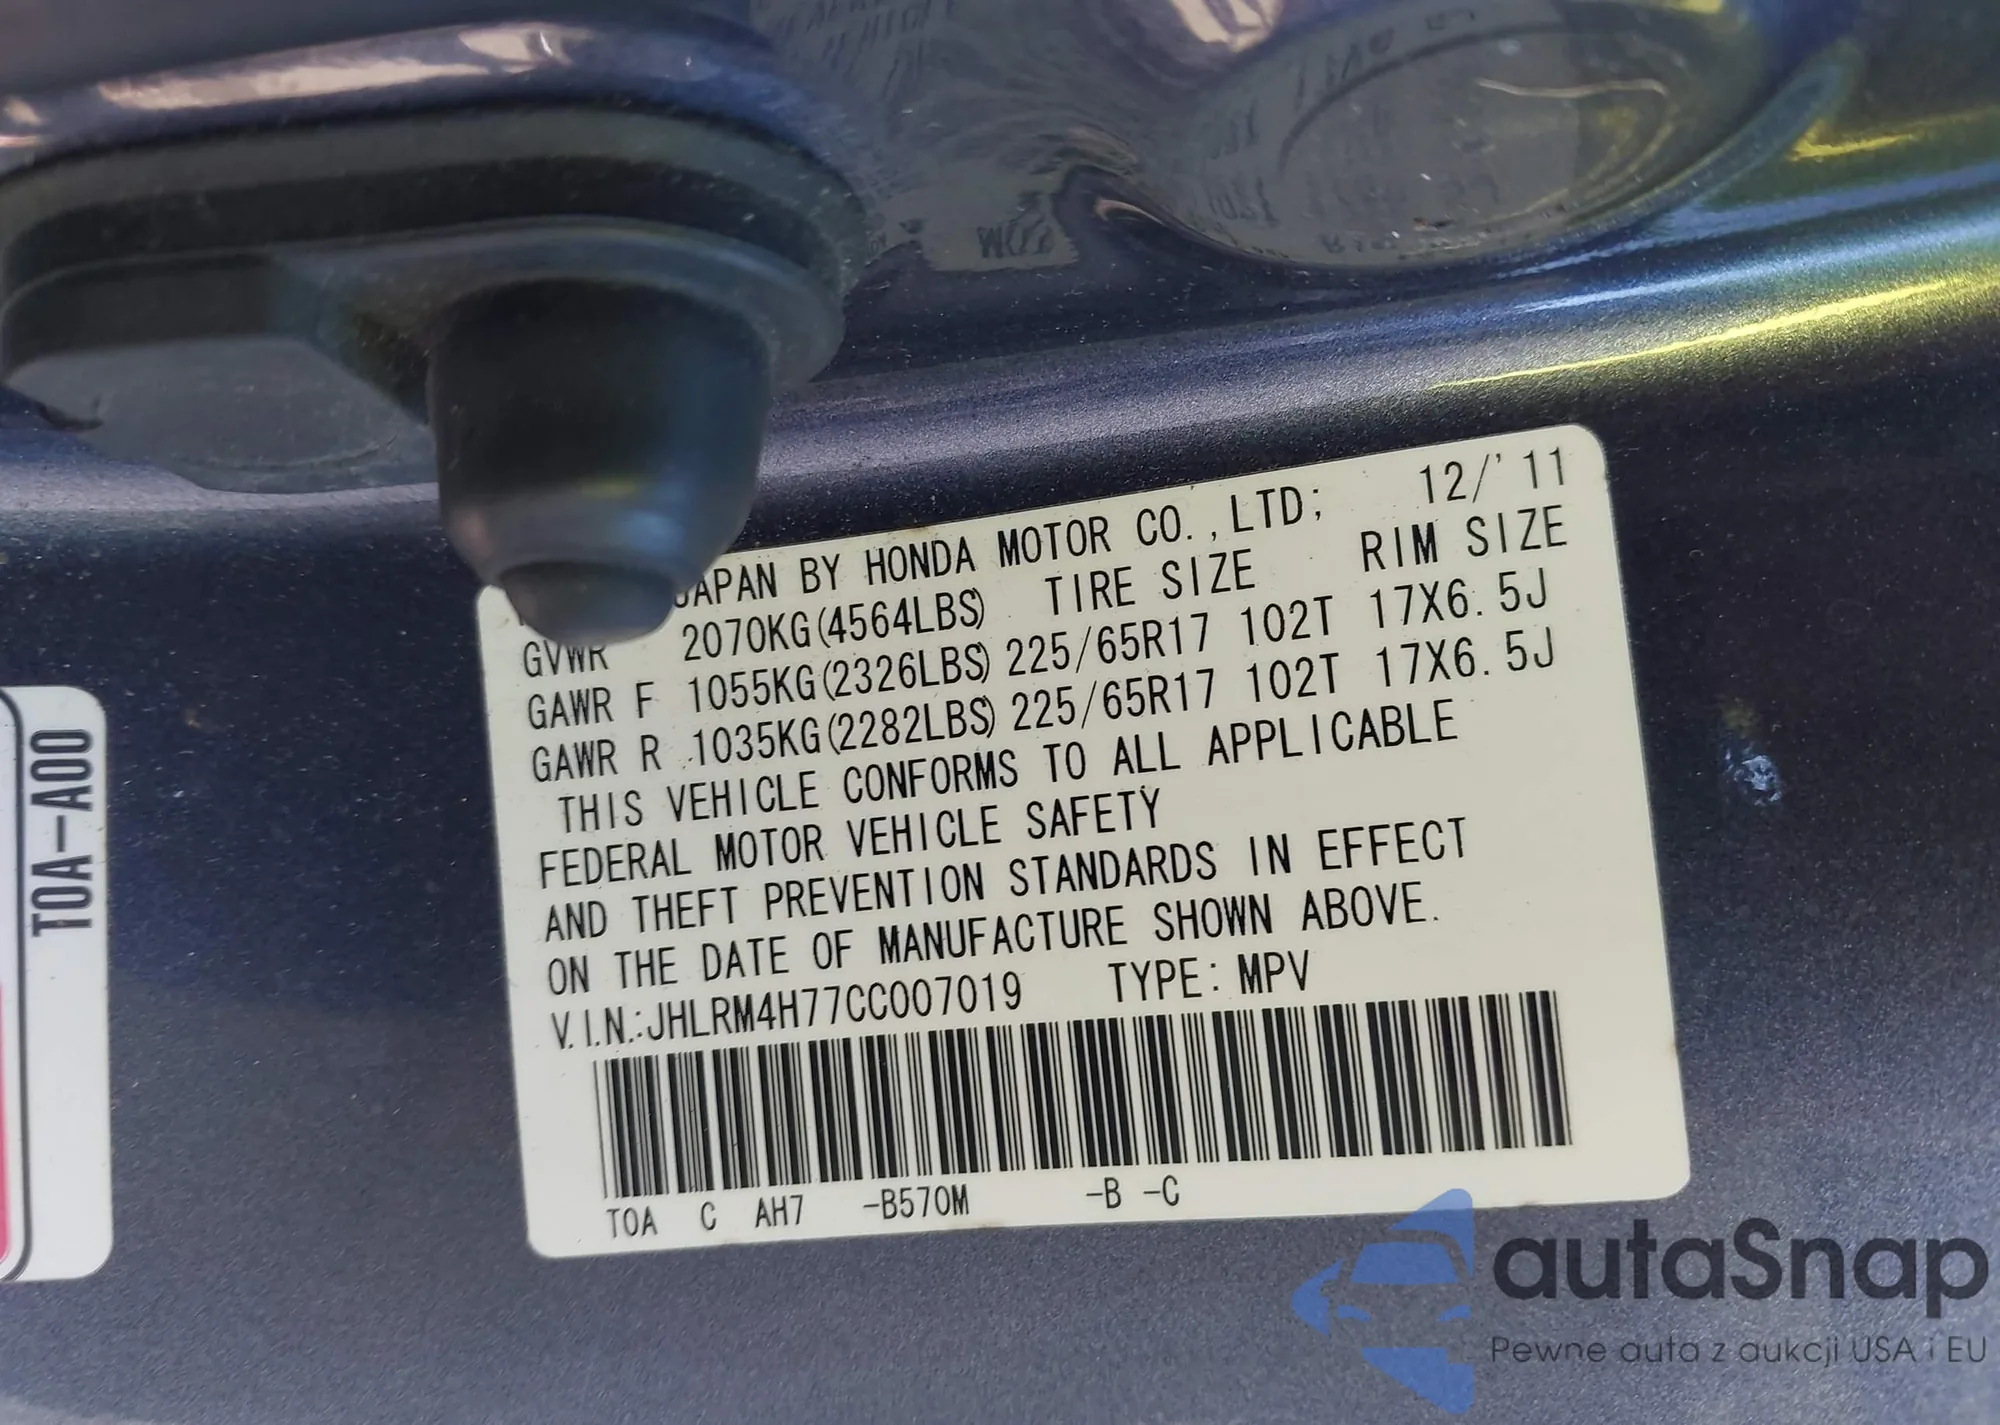 JAPAN BY HONDA MOTOR CO.,LTD; 12/'11
GVWR 2070KG(4564LBS) TIRE SIZE RIM SIZE
GAWR F 1055KG(2326LBS) 225/65R17 102T 17X6.5J
GAWR R 1035KG(2282LBS) 225/65R17 102T 17X6.5J
THIS VEHICLE CONFORMS TO ALL APPLICABLE
FEDERAL MOTOR VEHICLE SAFETY
AND THEFT PREVENTION STANDARDS IN EFFECT
ON THE DATE OF MANUFACTURE SHOWN ABOVE.
V.I.N.:JHLRM4H77CC007019 TYPE:MPV
TOA C AH7 -B570M -B -C
T0A-A00
autaSnap
Pewne auta z aukcji USA i EU